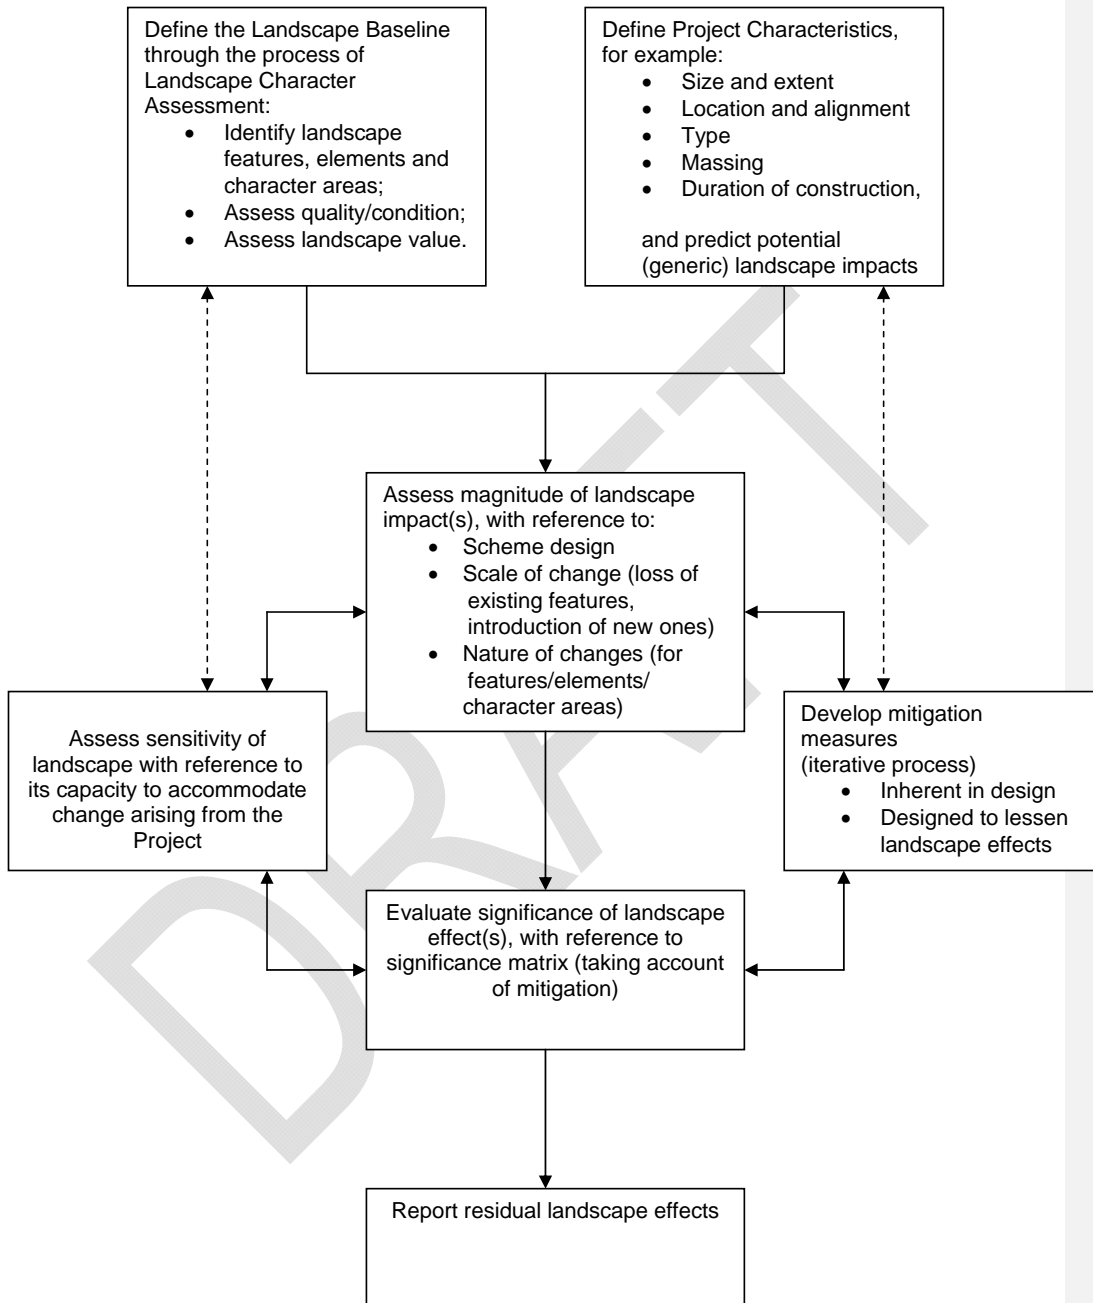 Define the Landscape Baseline
through the process of
Landscape Character
Assessment:
• Identify landscape
features, elements and
character areas;
• Assess quality/condition;
• Assess landscape value.
Define Project Characteristics,
for example:
• Size and extent
• Location and alignment
• Type
• Massing
• Duration of construction,
and predict potential
(generic) landscape impacts
Assess magnitude of landscape
impact(s), with reference to:
• Scheme design
• Scale of change (loss of
existing features,
introduction of new ones)
• Nature of changes (for
features/elements/
character areas)
Assess sensitivity of
landscape with reference to
its capacity to accommodate
change arising from the
Project
Develop mitigation
measures
(iterative process)
• Inherent in design
• Designed to lessen
landscape effects
Evaluate significance of landscape
effect(s), with reference to
significance matrix (taking account
of mitigation)
Report residual landscape effects
DRAFT